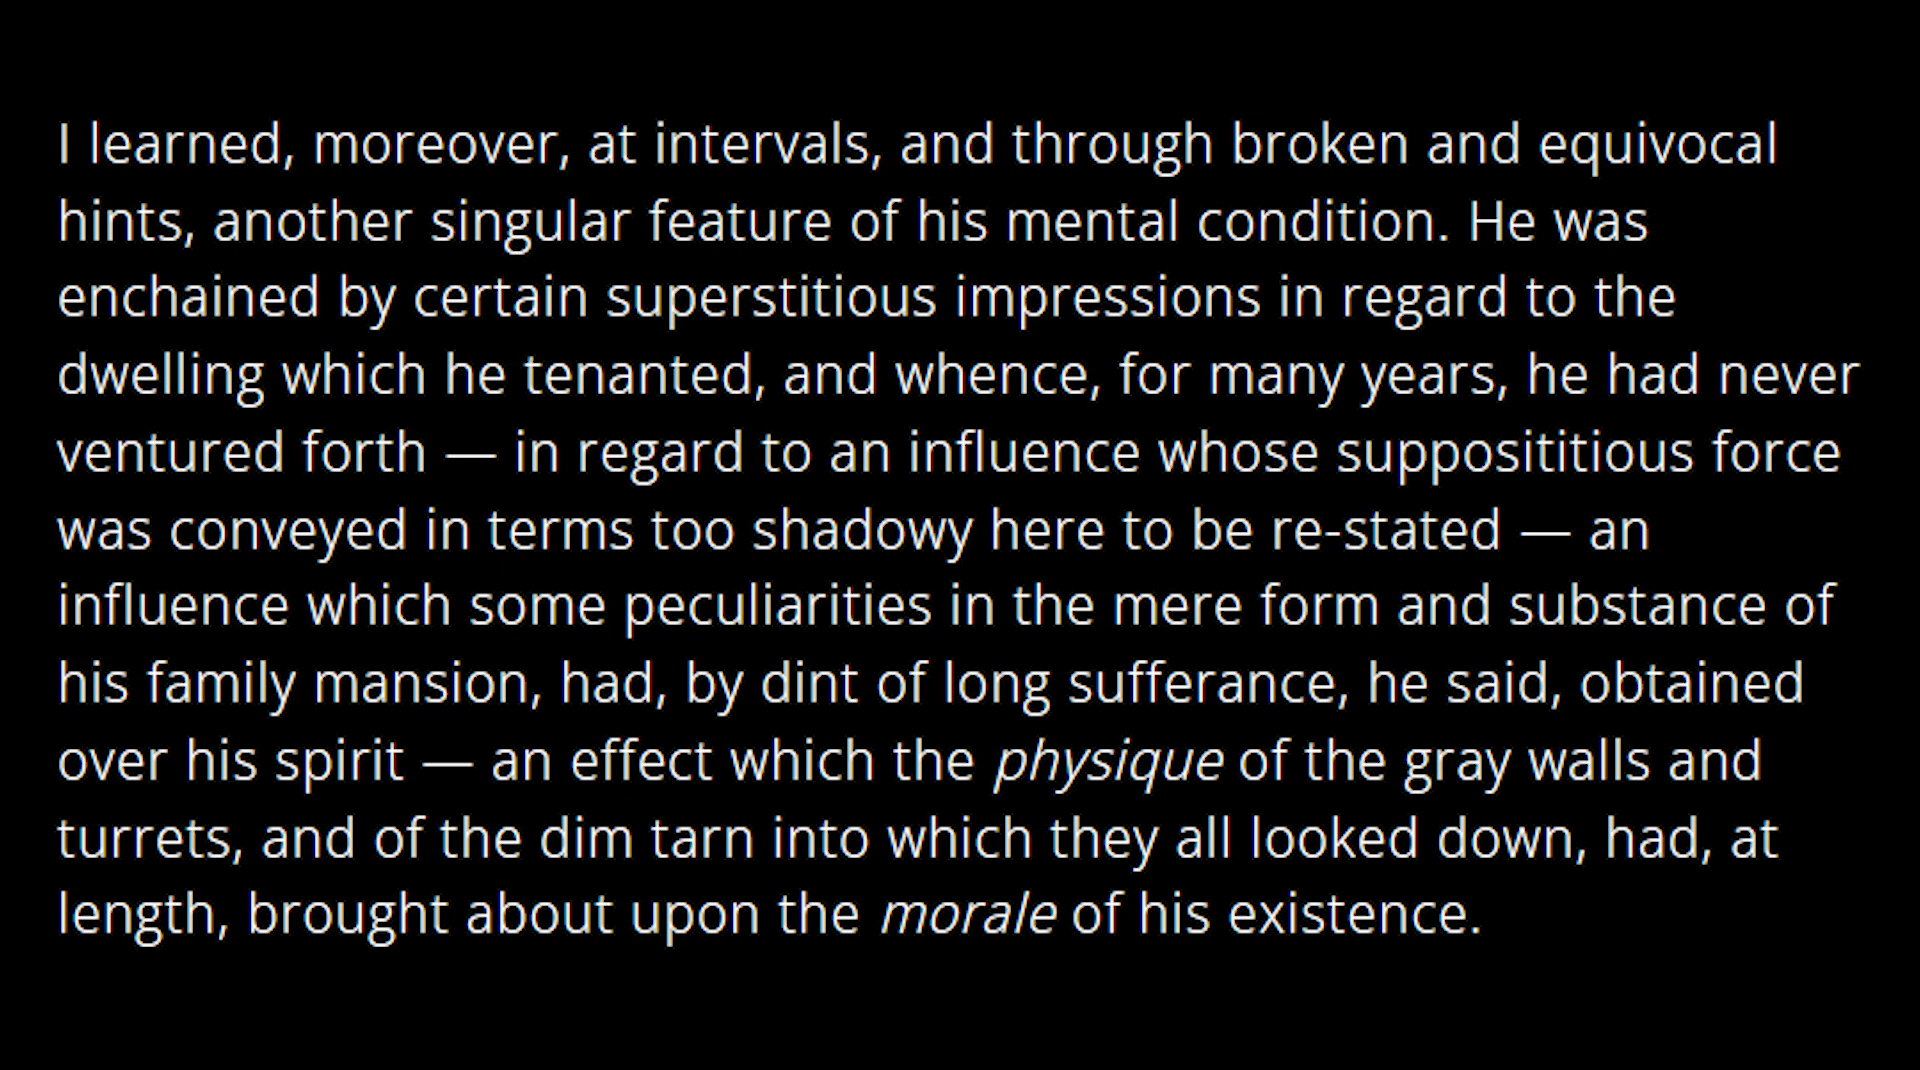 I learned, moreover, at intervals, and through broken and equivocal
hints, another singular feature of his mental condition. He was
enchained by certain superstitious impressions in regard to the
dwelling which he tenanted, and whence, for many years, he had never
ventured forth — in regard to an influence whose supposititious force
was conveyed in terms too shadowy here to be re-stated — an
influence which some peculiarities in the mere form and substance of
his family mansion, had, by dint of long sufferance, he said, obtained
over his spirit — an effect which the physique of the gray walls and
turrets, and of the dim tarn into which they all looked down, had, at
length, brought about upon the morale of his existence.